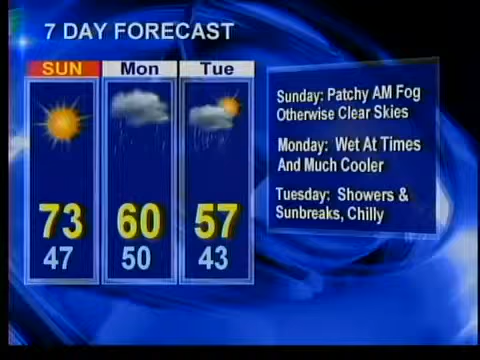 7 DAY FORECAST
SUN Mon Tue
73 60 57
47 50 43
Sunday: Patchy AM Fog
Otherwise Clear Skies
Monday: Wet At Times
And Much Cooler
Tuesday: Showers &
Sunbreaks, Chilly